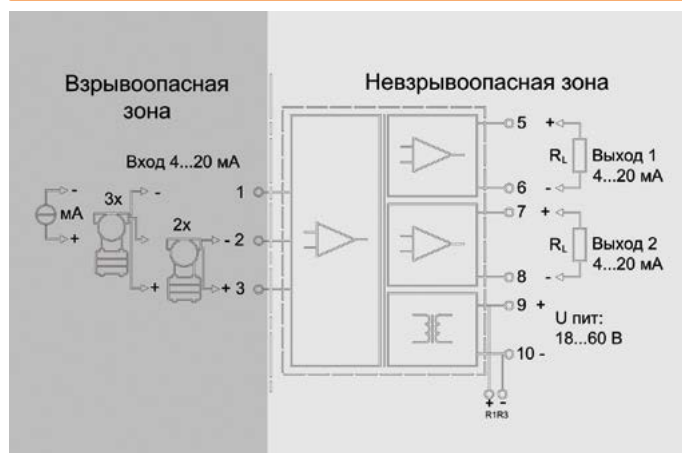 Взрывоопасная
зона
Невзрывоопасная зона
Вход 4...20 мА
3x
2x
-
мА
+
-
+
1
- 2
+ 3
5 +
6 -
RL
Выход 1
4...20 мА
7 +
8 -
RL
Выход 2
4...20 мА
9 +
10 -
U пит:
18...60 В
+ -
R1R3